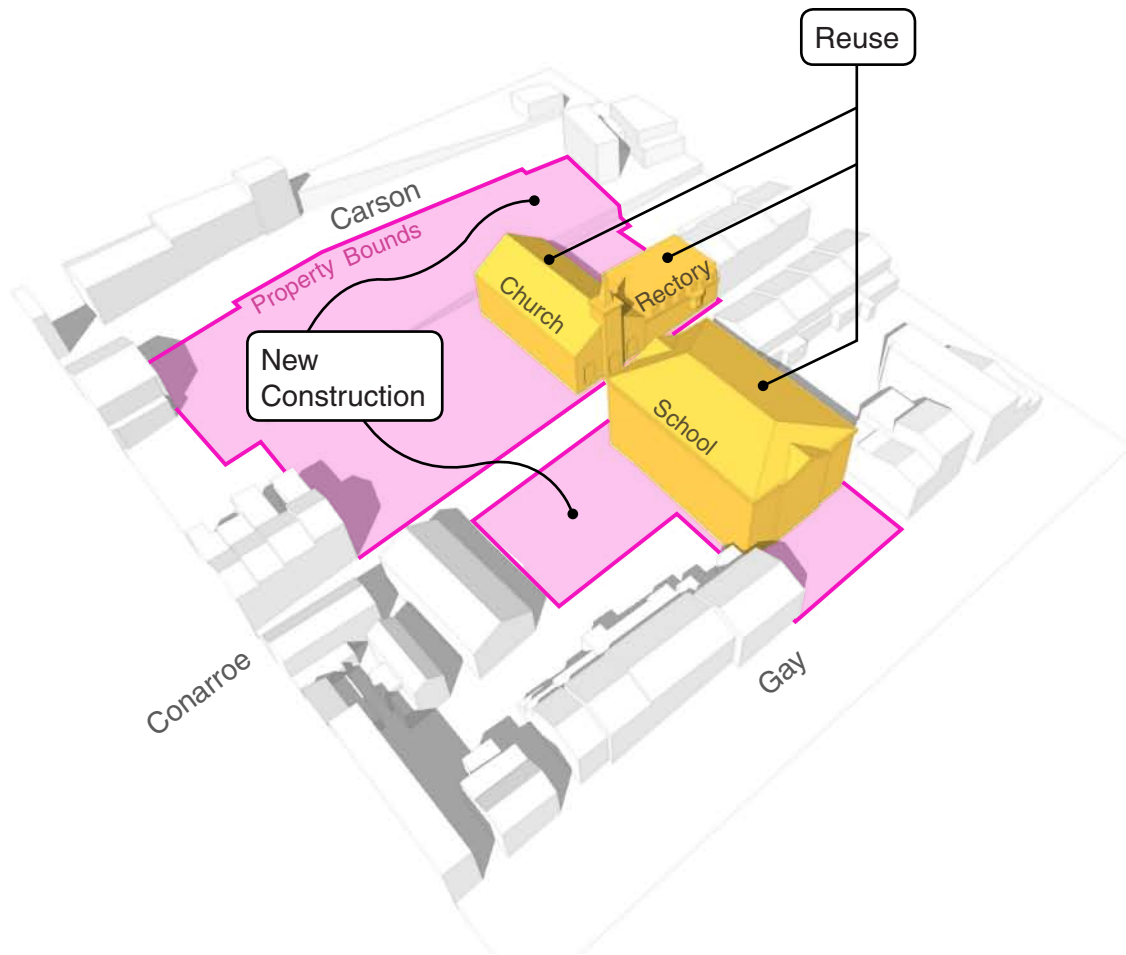 Reuse
Carson
Property Bounds
Church
Rectory
New
Construction
School
Conarroe
Gay